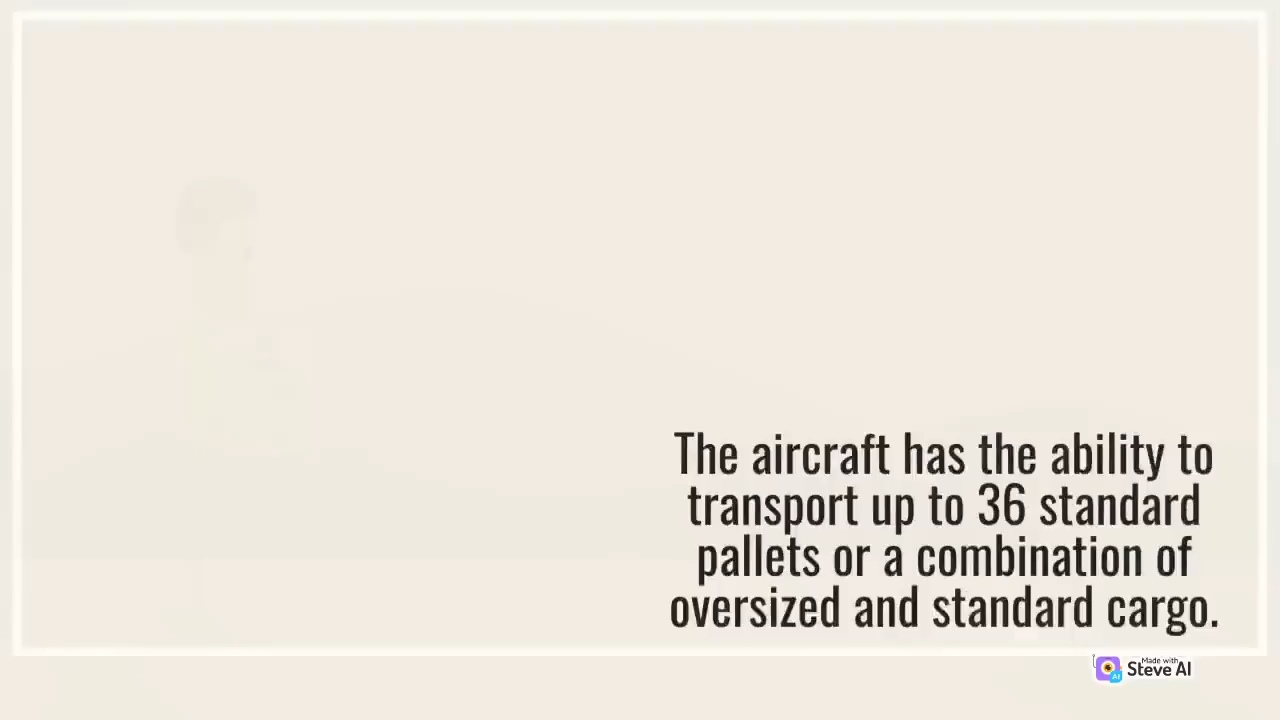 The aircraft has the ability to
transport up to 36 standard
pallets or a combination of
oversized and standard cargo.
Made with
Steve AI
AI